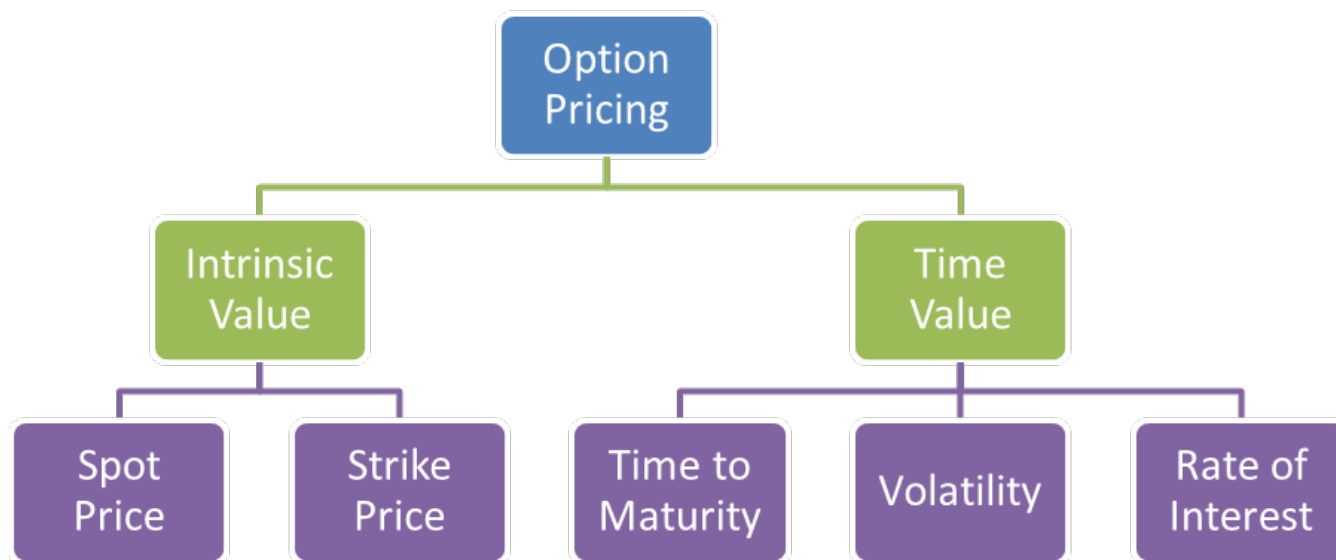 Option
Pricing
Intrinsic
Value
Time
Value
Spot
Price
Strike
Price
Time to
Maturity
Volatility
Rate of
Interest